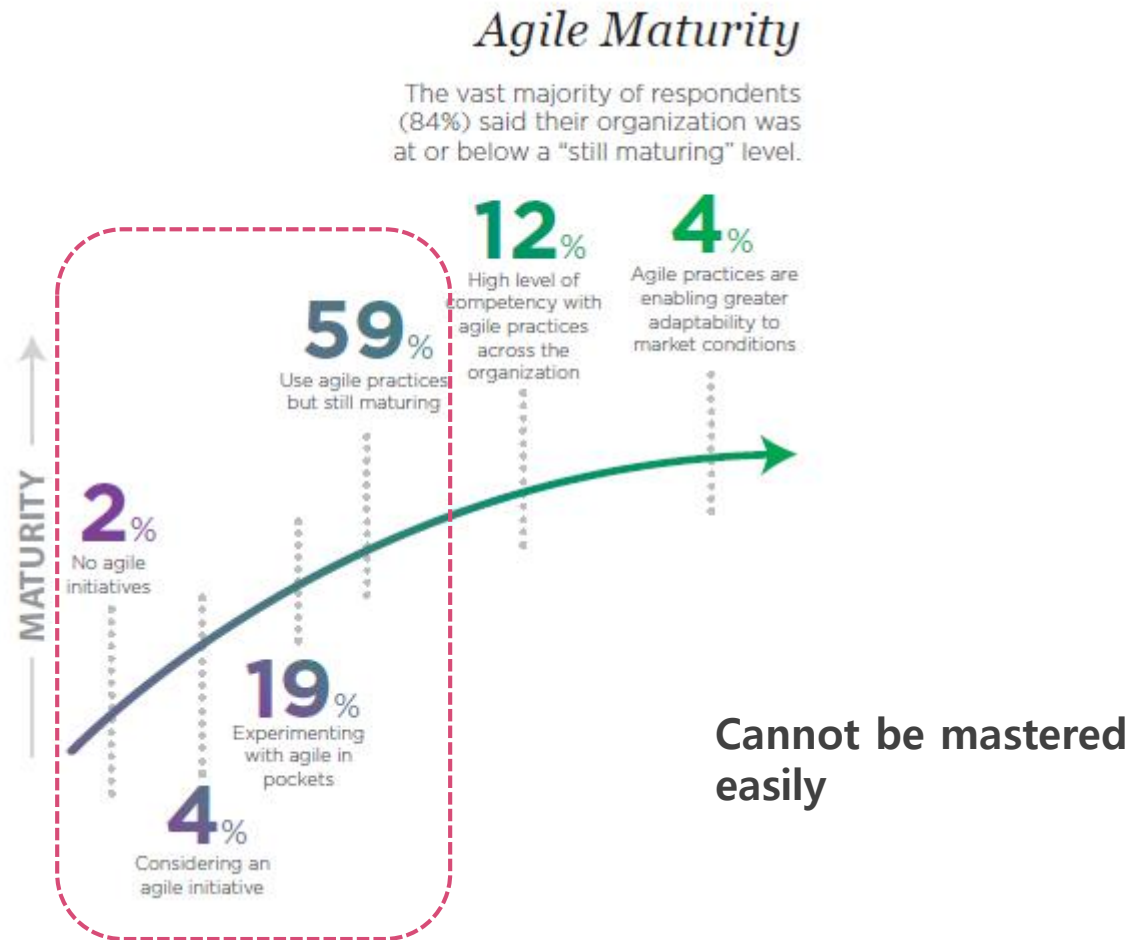 Agile Maturity
The vast majority of respondents
(84%) said their organization was
at or below a “still maturing” level.
12%
High level of
competency with
agile practices
across the
organization
4%
Agile practices are
enabling greater
adaptability to
market conditions
59%
Use agile practices
but still maturing
MATURITY
2%
No agile
initiatives
19%
Experimenting
with agile in
pockets
4%
Considering an
agile initiative
Cannot be mastered
easily